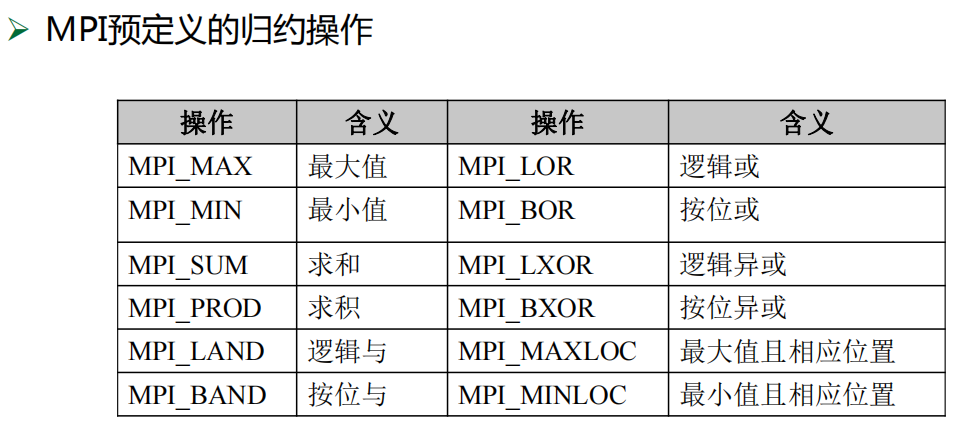 MPI预定义的归约操作
操作 含义 操作 含义
MPI_MAX 最大值 MPI_LOR 逻辑或
MPI_MIN 最小值 MPI_BOR 按位或
MPI_SUM 求和 MPI_LXOR 逻辑异或
MPI_PROD 求积 MPI_BXOR 按位异或
MPI_LAND 逻辑与 MPI_MAXLOC 最大值且相应位置
MPI_BAND 按位与 MPI_MINLOC 最小值且相应位置